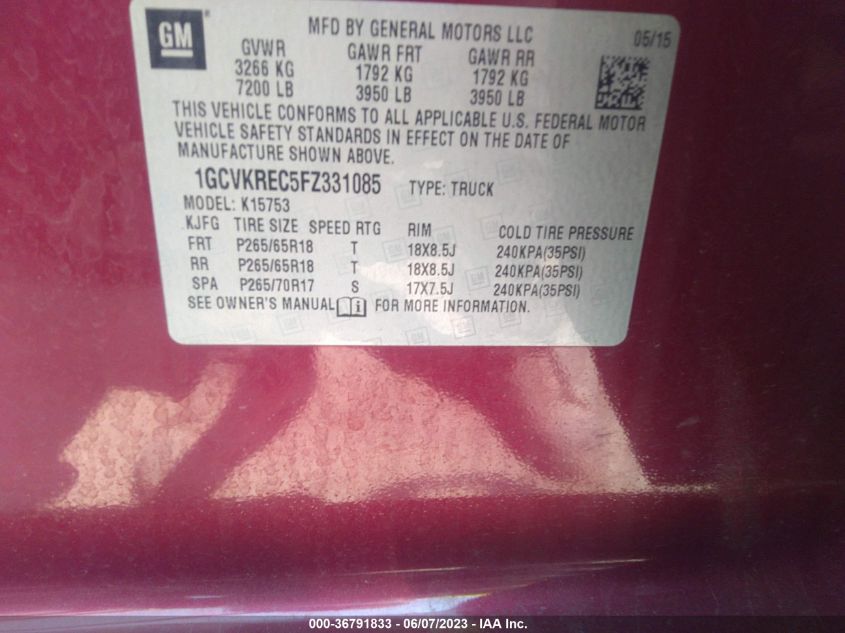 GM
MFD BY GENERAL MOTORS LLC
05/15
GVWR GAWR FRT GAWR RR
3266 KG 1792 KG 1792 KG
7200 LB 3950 LB 3950 LB
THIS VEHICLE CONFORMS TO ALL APPLICABLE U.S. FEDERAL MOTOR
VEHICLE SAFETY STANDARDS IN EFFECT ON THE DATE OF
MANUFACTURE SHOWN ABOVE.
1GCVKREC5FZ331085 TYPE: TRUCK
MODEL: K15753
KJFG TIRE SIZE SPEED RTG RIM COLD TIRE PRESSURE
FRT P265/65R18 T 18X8.5J 240KPA(35PSI)
RR P265/65R18 T 18X8.5J 240KPA(35PSI)
SPA P265/70R17 S 17X7.5J 240KPA(35PSI)
SEE OWNER'S MANUAL i FOR MORE INFORMATION.
000-36791833 - 06/07/2023 - IAA Inc.